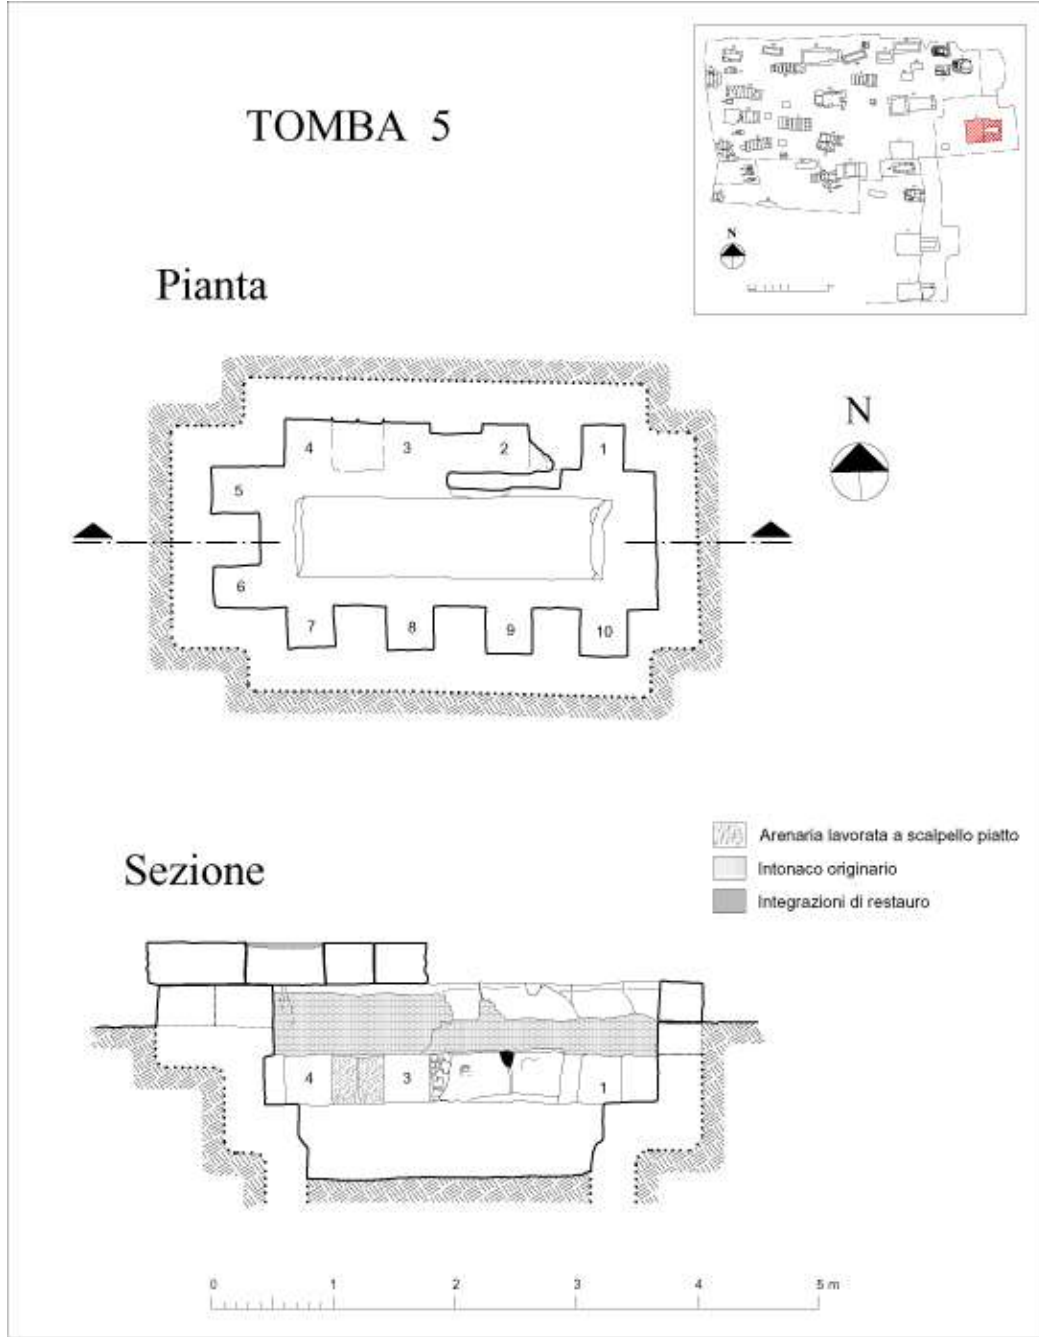 TOMBA 5
N
Pianta
N
4
3
2
1
5
6
7
8
9
10
Arenaria lavorata a scalpello piatto
Sezione
Intonaco originario
Integrazioni di restauro
4
3
1
0 1 2 3 4 5 m